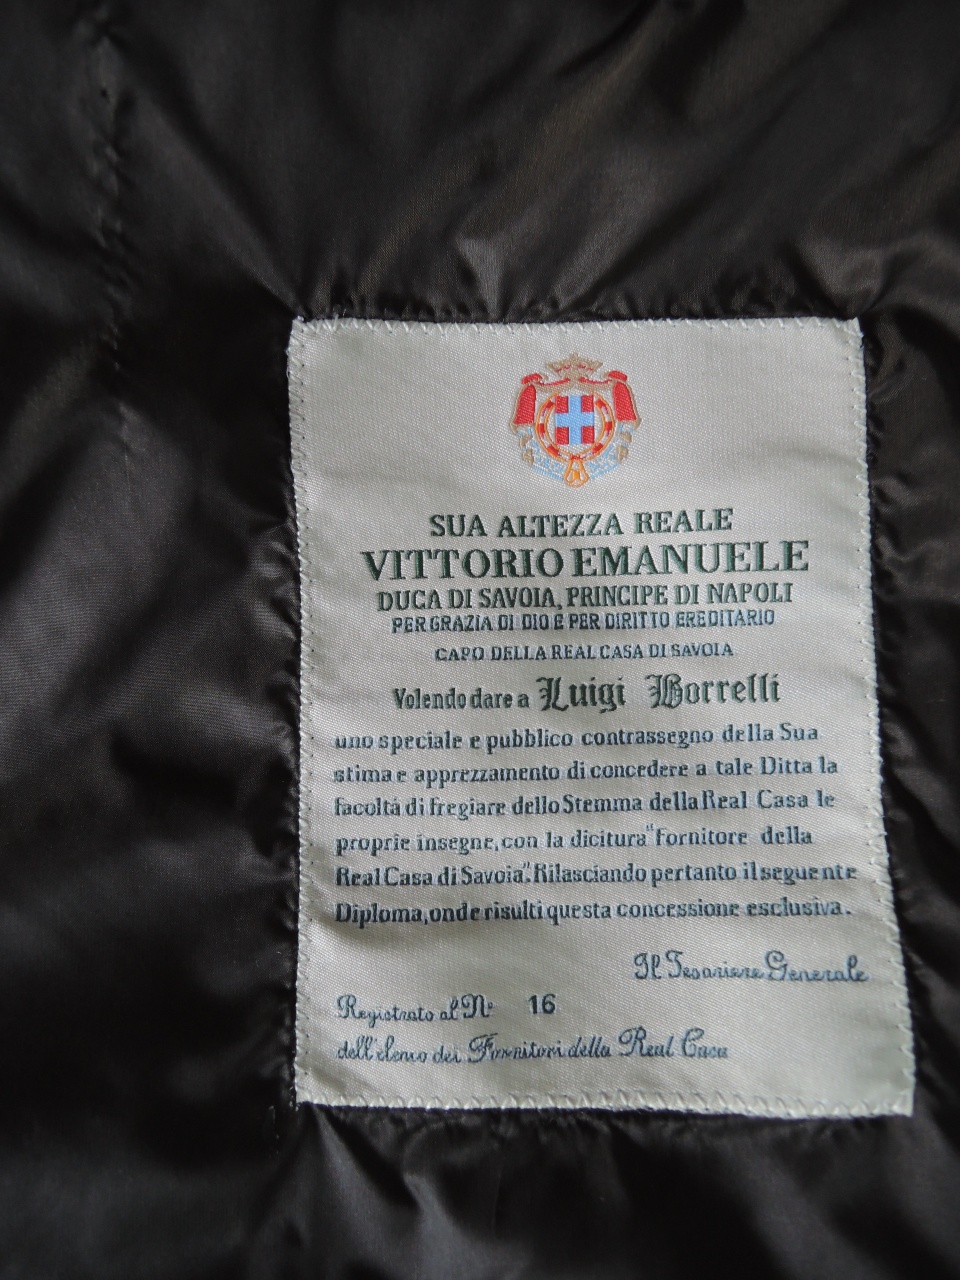 SUA ALTEZZA REALE
VITTORIO EMANUELE
DUCA DI SAVOIA, PRINCIPE DI NAPOLI
PER GRAZIA DI DIO E PER DIRITTO EREDITARIO
CAPO DELLA REAL CASA DI SAVOIA
Volendo dare a Luigi Borrelli
uno speciale e pubblico contrassegno della Sua
stima e apprezzamento di concedere a tale Ditta la
facoltá di fregiare dello Stemma della Real Casa le
proprie insegne, con la dicitura "Fornitore della
Real Casa di Savoia". Rilasciando pertanto il seguente
Diploma, onde risulti questa concessione esclusiva.
Il Tesoriere Generale
Registrato al N° 16
dell'elenco dei Fornitori della Real Casa